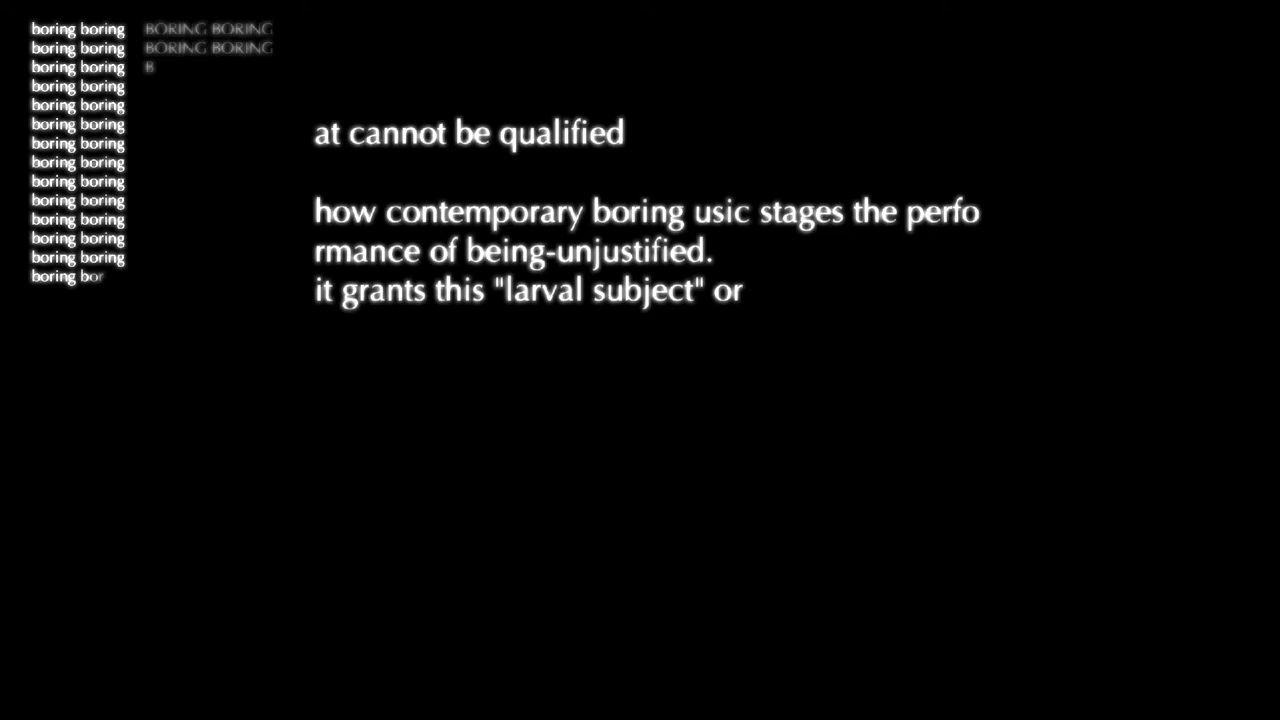 boring boring
boring boring
boring boring
boring boring
boring boring
boring boring
boring boring
boring boring
boring boring
boring boring
boring boring
boring boring
boring boring
boring bor
BORING BORING
BORING BORING
B
at cannot be qualified
how contemporary boring usic stages the perfo
rmance of being-unjustified.
it grants this "larval subject" or